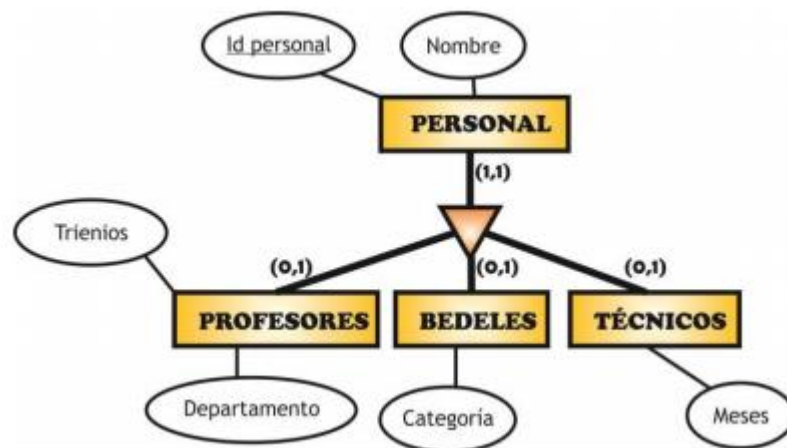 Id personal
Nombre
PERSONAL
(1,1)
Trienios
(0,1)
(0,1)
(0,1)
PROFESORES
BEDELES
TÉCNICOS
Departamento
Categoría
Meses